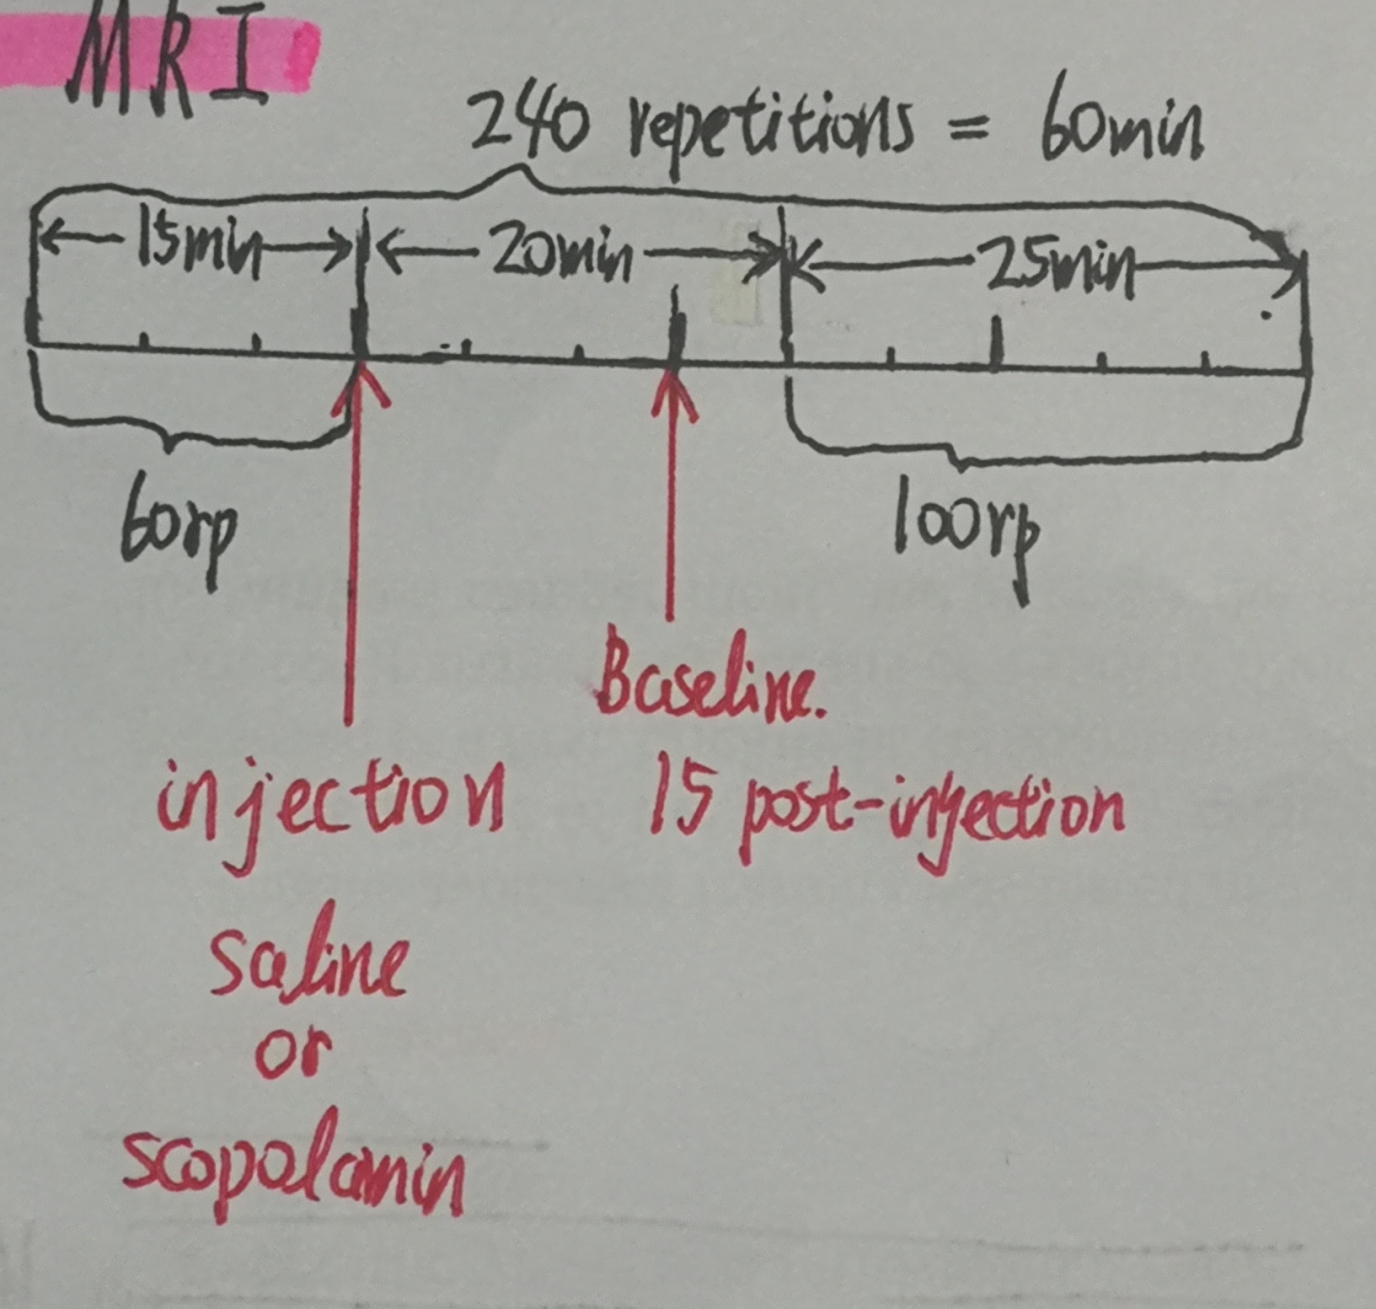 MRI
240 repetitions = 60min
15min 20min 25min
60rp 100rp
Baseline.
injection 15 post-injection
saline
or
scopolamin